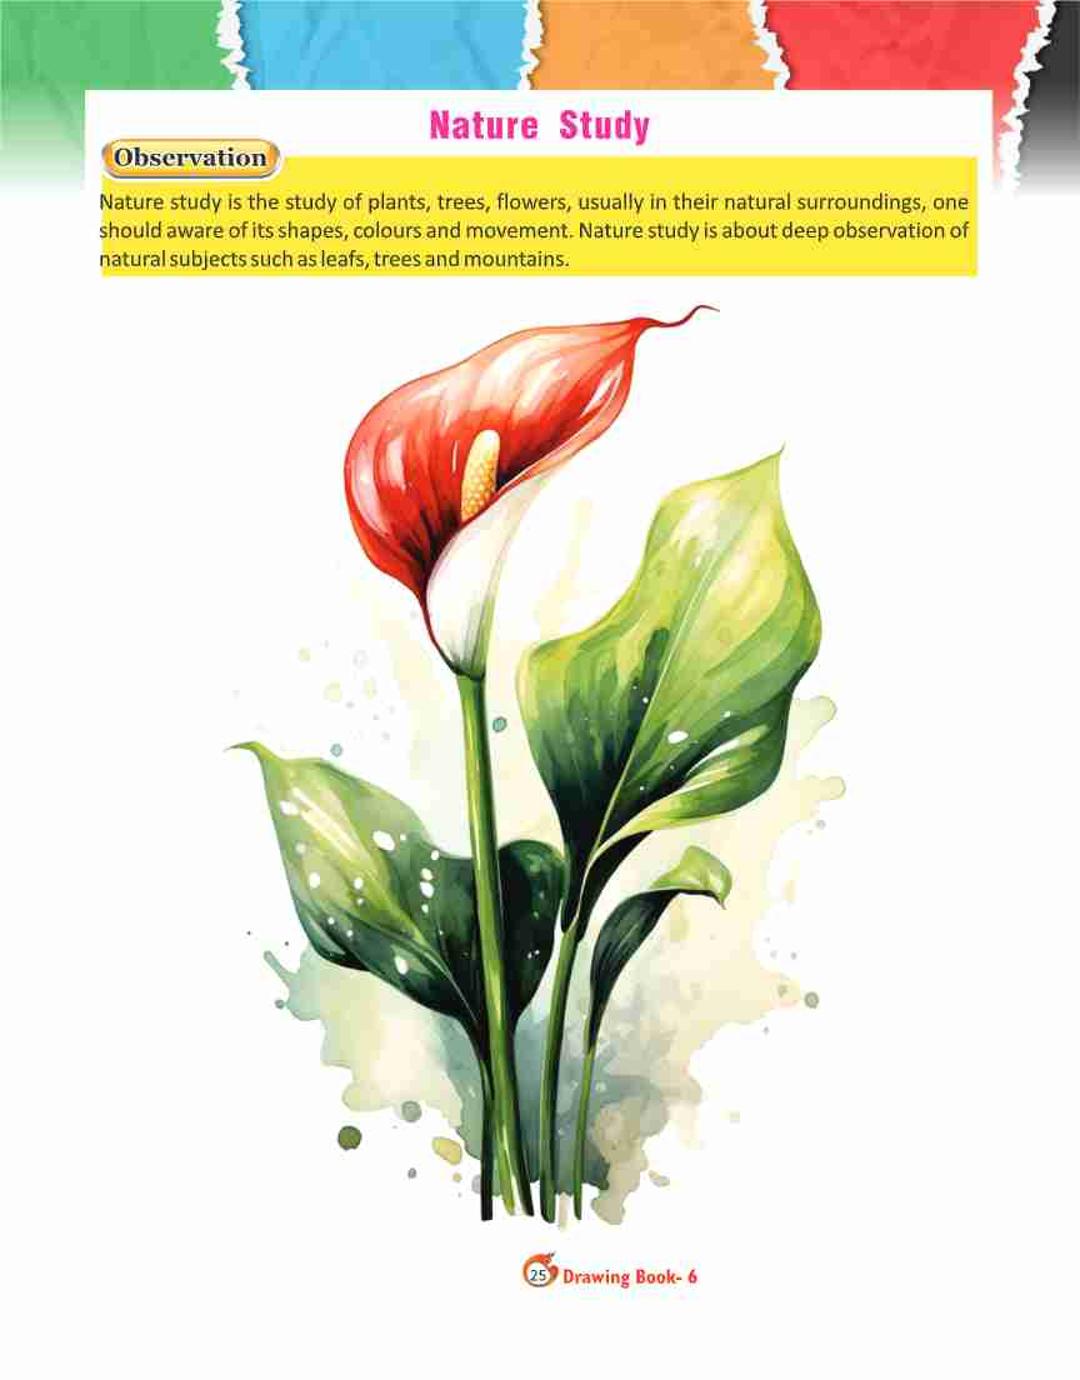 Nature Study
Observation
Nature study is the study of plants, trees, flowers, usually in their natural surroundings, one
should aware of its shapes, colours and movement. Nature study is about deep observation of
natural subjects such as leafs, trees and mountains.
25 Drawing Book- 6